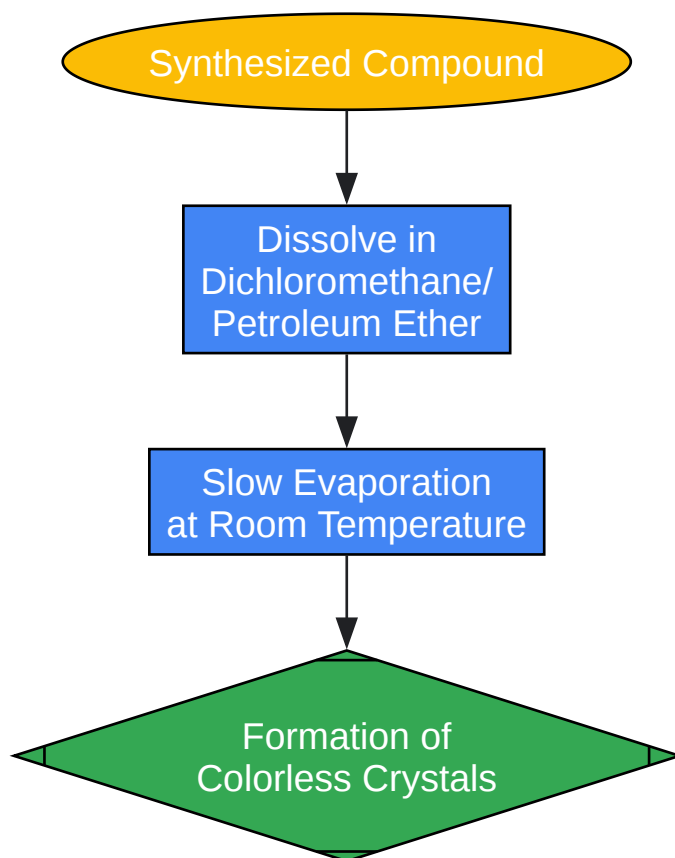 Synthesized Compound
Dissolve in
Dichloromethane/
Petroleum Ether
Slow Evaporation
at Room Temperature
Formation of
Colorless Crystals